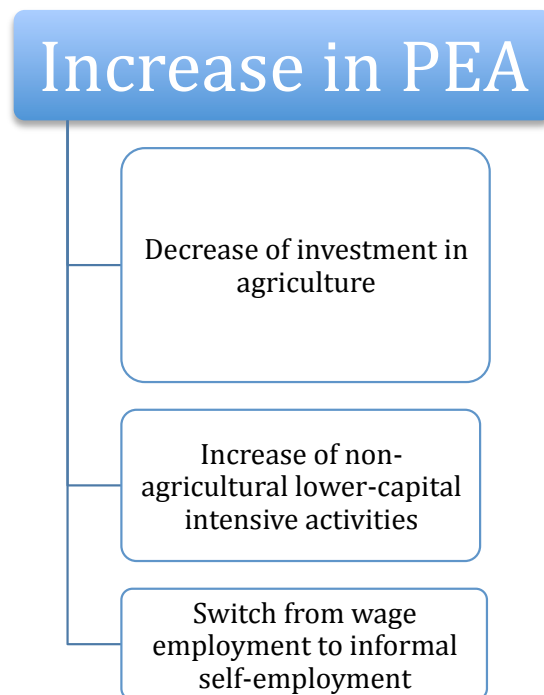 Increase in PEA
Decrease of investment in
agriculture
Increase of non-
agricultural lower-capital
intensive activities
Switch from wage
employment to informal
self-employment